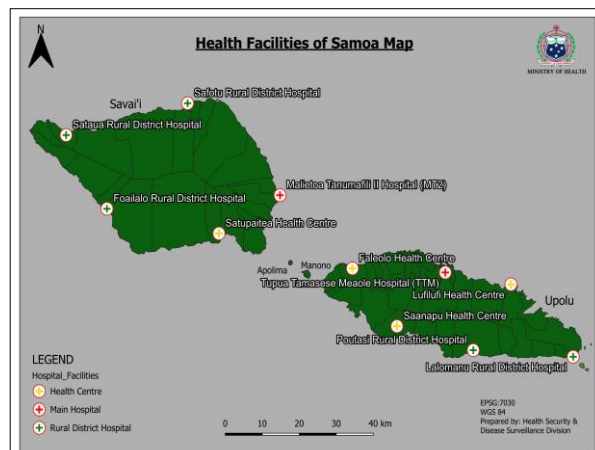 N
Health Facilities of Samoa Map
MINISTRY OF HEALTH
Savai'i
Safotu Rural District Hospital
Sataua Rural District Hospital
Malietoa Tanumafili II Hospital (MT2)
Foailalo Rural District Hospital
Satupaitea Health Centre
Faleolo Health Centre
Apolima
Manono
Tupua Tamasese Meaole Hospital (TTM)
Lufilufi Health Centre
Upolu
Saanapu Health Centre
Poutasi Rural District Hospital
Lalomanu Rural District Hospital
LEGEND
Hospital_Facilities
Health Centre
Main Hospital
Rural District Hospital
0 10 20 30 40 km
EPSG:7030
WGS 84
Prepared by: Health Security &
Disease Surveillance Division